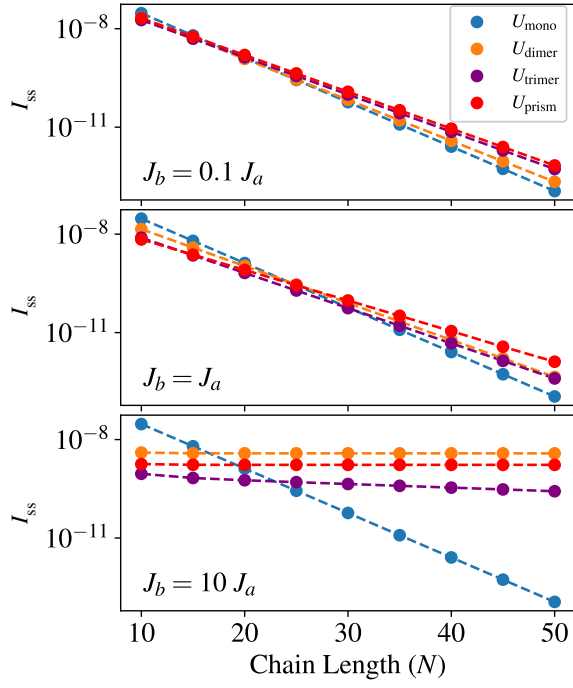 10⁻⁸
10⁻¹¹
I_ss
J_b = 0.1 J_a
U_mono
U_dimer
U_trimer
U_prism
10⁻⁸
10⁻¹¹
I_ss
J_b = J_a
10⁻⁸
10⁻¹¹
I_ss
J_b = 10 J_a
10 20 30 40 50
Chain Length (N)